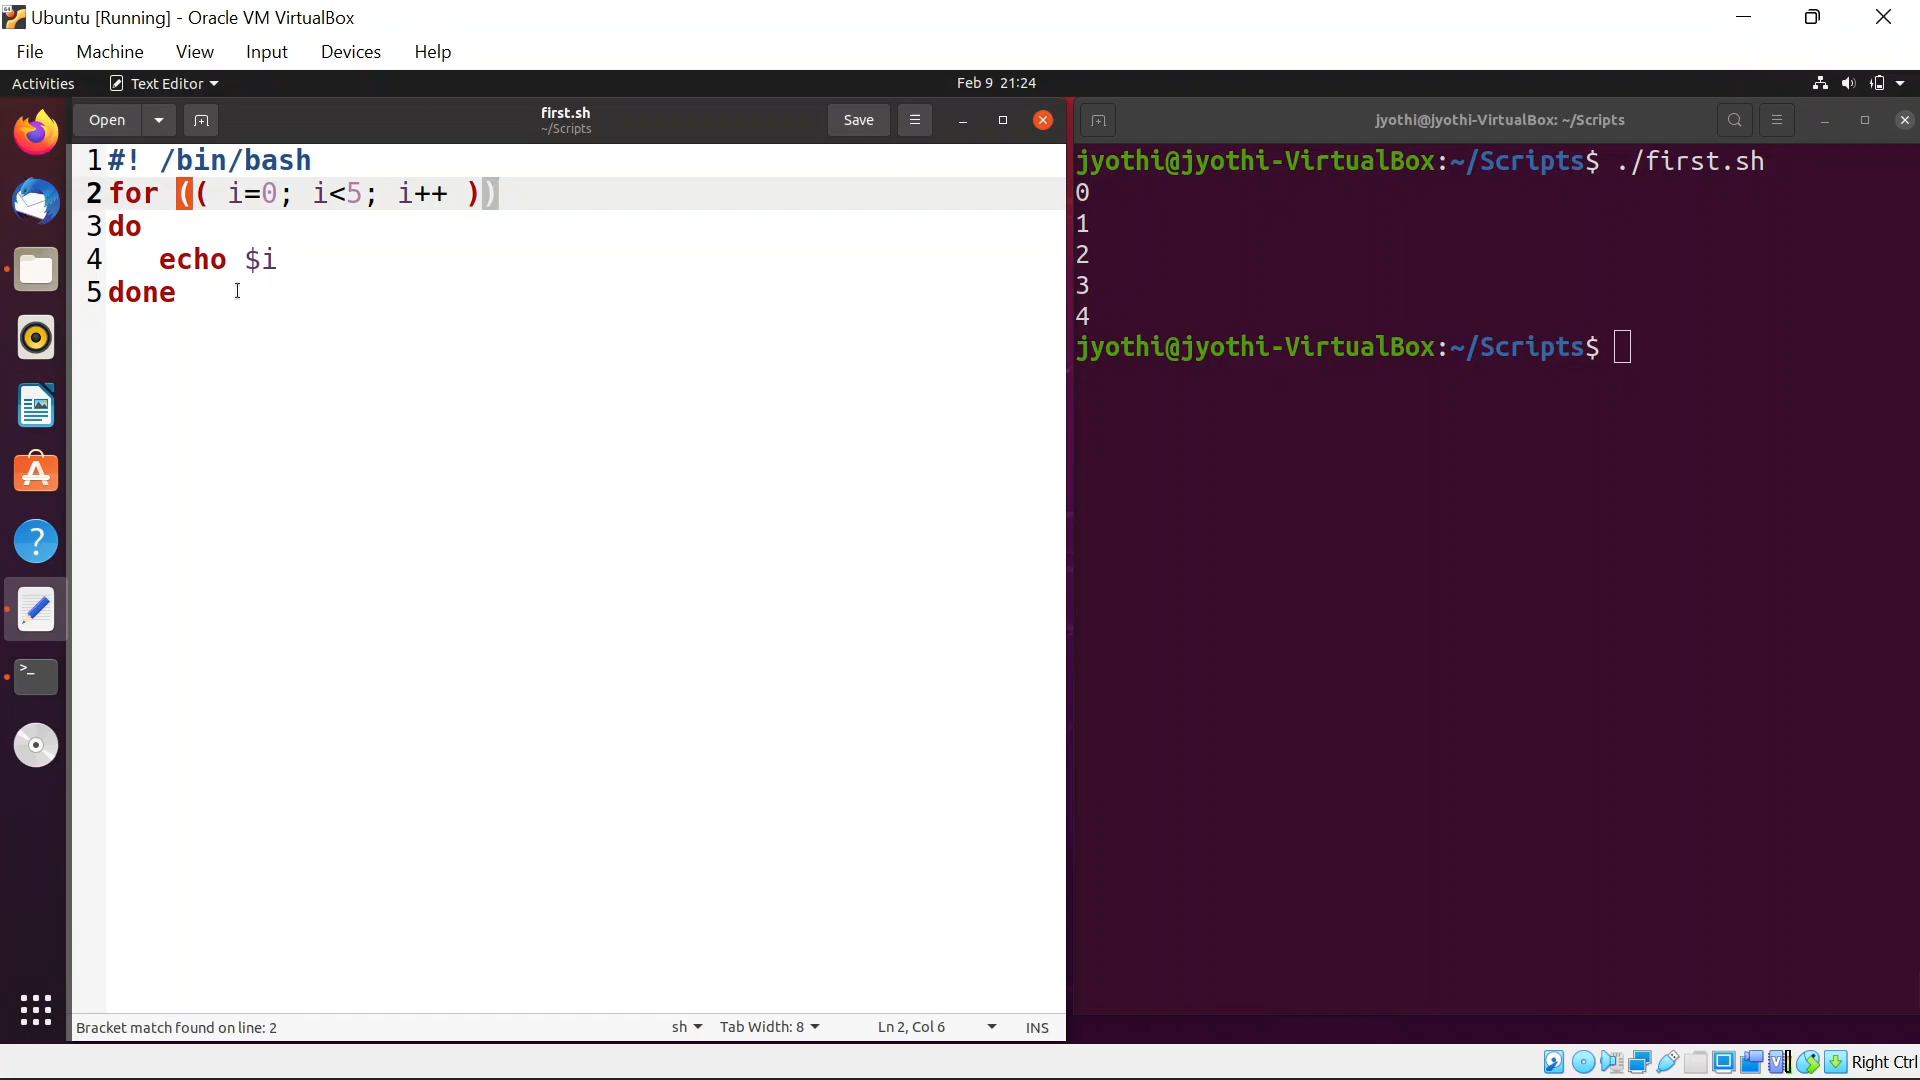 Ubuntu [Running] - Oracle VM VirtualBox
File Machine View Input Devices Help
Activities Text Editor Feb 9 21:24
Open first.sh Save
~/Scripts
jyothi@jyothi-VirtualBox: ~/Scripts
1 #! /bin/bash
2 for (( i=0; i<5; i++ ))
3 do
4 echo $i
5 done
Bracket match found on line: 2 sh Tab Width: 8 Ln 2, Col 6 INS
jyothi@jyothi-VirtualBox:~/Scripts$ ./first.sh
0
1
2
3
4
jyothi@jyothi-VirtualBox:~/Scripts$
Right Ctrl